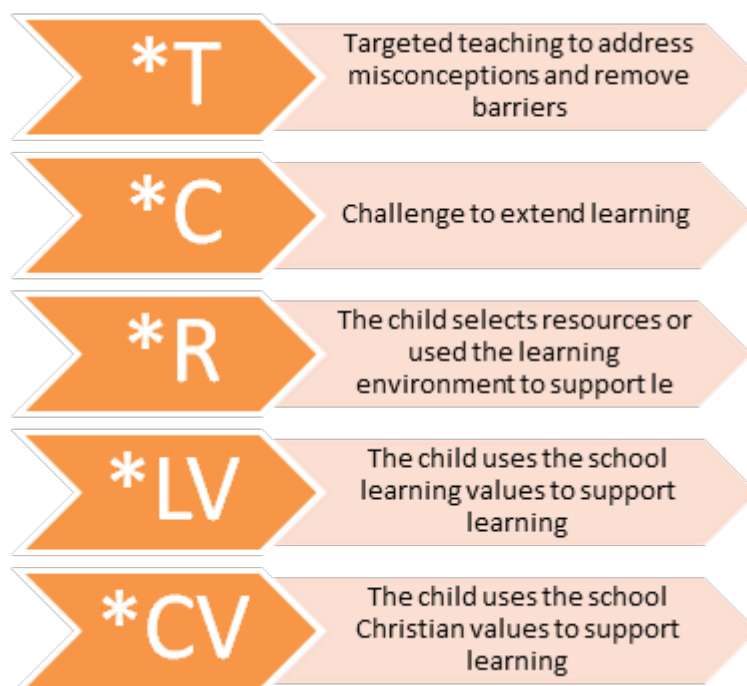 *T
Targeted teaching to address
misconceptions and remove
barriers
*C
Challenge to extend learning
*R
The child selects resources or
used the learning
environment to support le
*LV
The child uses the school
learning values to support
learning
*CV
The child uses the school
Christian values to support
learning